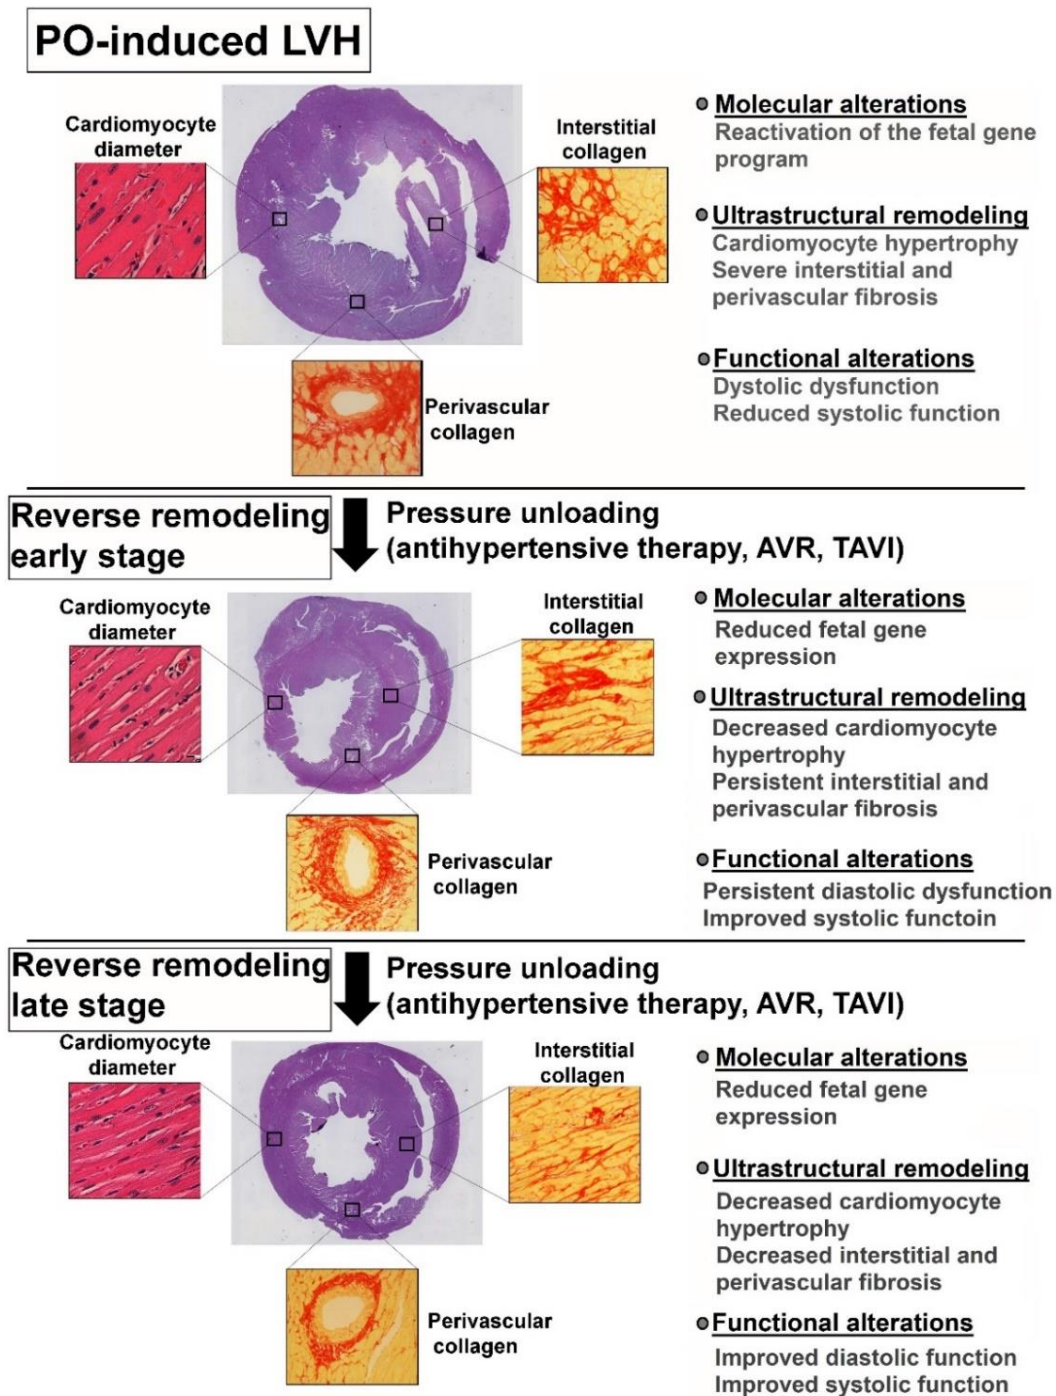 PO-induced LVH
Cardiomyocyte
diameter
Interstitial
collagen
Perivascular
collagen
Molecular alterations
Reactivation of the fetal gene
program
Ultrastructural remodeling
Cardiomyocyte hypertrophy
Severe interstitial and
perivascular fibrosis
Functional alterations
Dystolic dysfunction
Reduced systolic function
Reverse remodeling
early stage
Pressure unloading
(antihypertensive therapy, AVR, TAVI)
Cardiomyocyte
diameter
Interstitial
collagen
Perivascular
collagen
Molecular alterations
Reduced fetal gene
expression
Ultrastructural remodeling
Decreased cardiomyocyte
hypertrophy
Persistent interstitial and
perivascular fibrosis
Functional alterations
Persistent diastolic dysfunction
Improved systolic functoin
Reverse remodeling
late stage
Pressure unloading
(antihypertensive therapy, AVR, TAVI)
Cardiomyocyte
diameter
Interstitial
collagen
Perivascular
collagen
Molecular alterations
Reduced fetal gene
expression
Ultrastructural remodeling
Decreased cardiomyocyte
hypertrophy
Decreased interstitial and
perivascular fibrosis
Functional alterations
Improved diastolic function
Improved systolic function